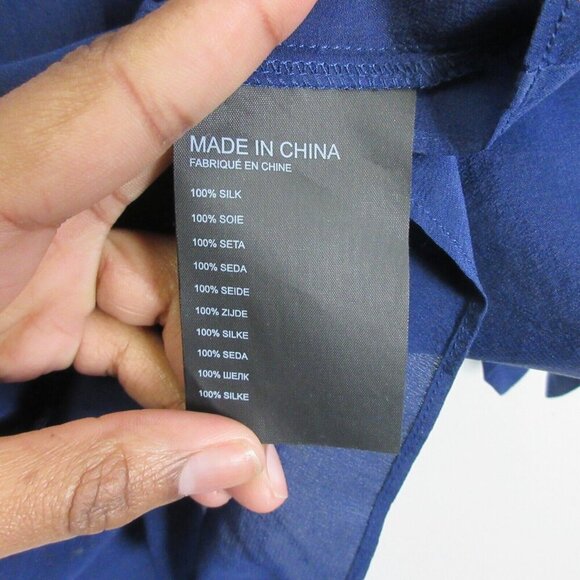 MADE IN CHINA
FABRIQUÉ EN CHINE
100% SILK
100% SOIE
100% SETA
100% SEDA
100% SEIDE
100% ZIJDE
100% SILKE
100% SEDA
100% ШЕЛК
100% SILKE